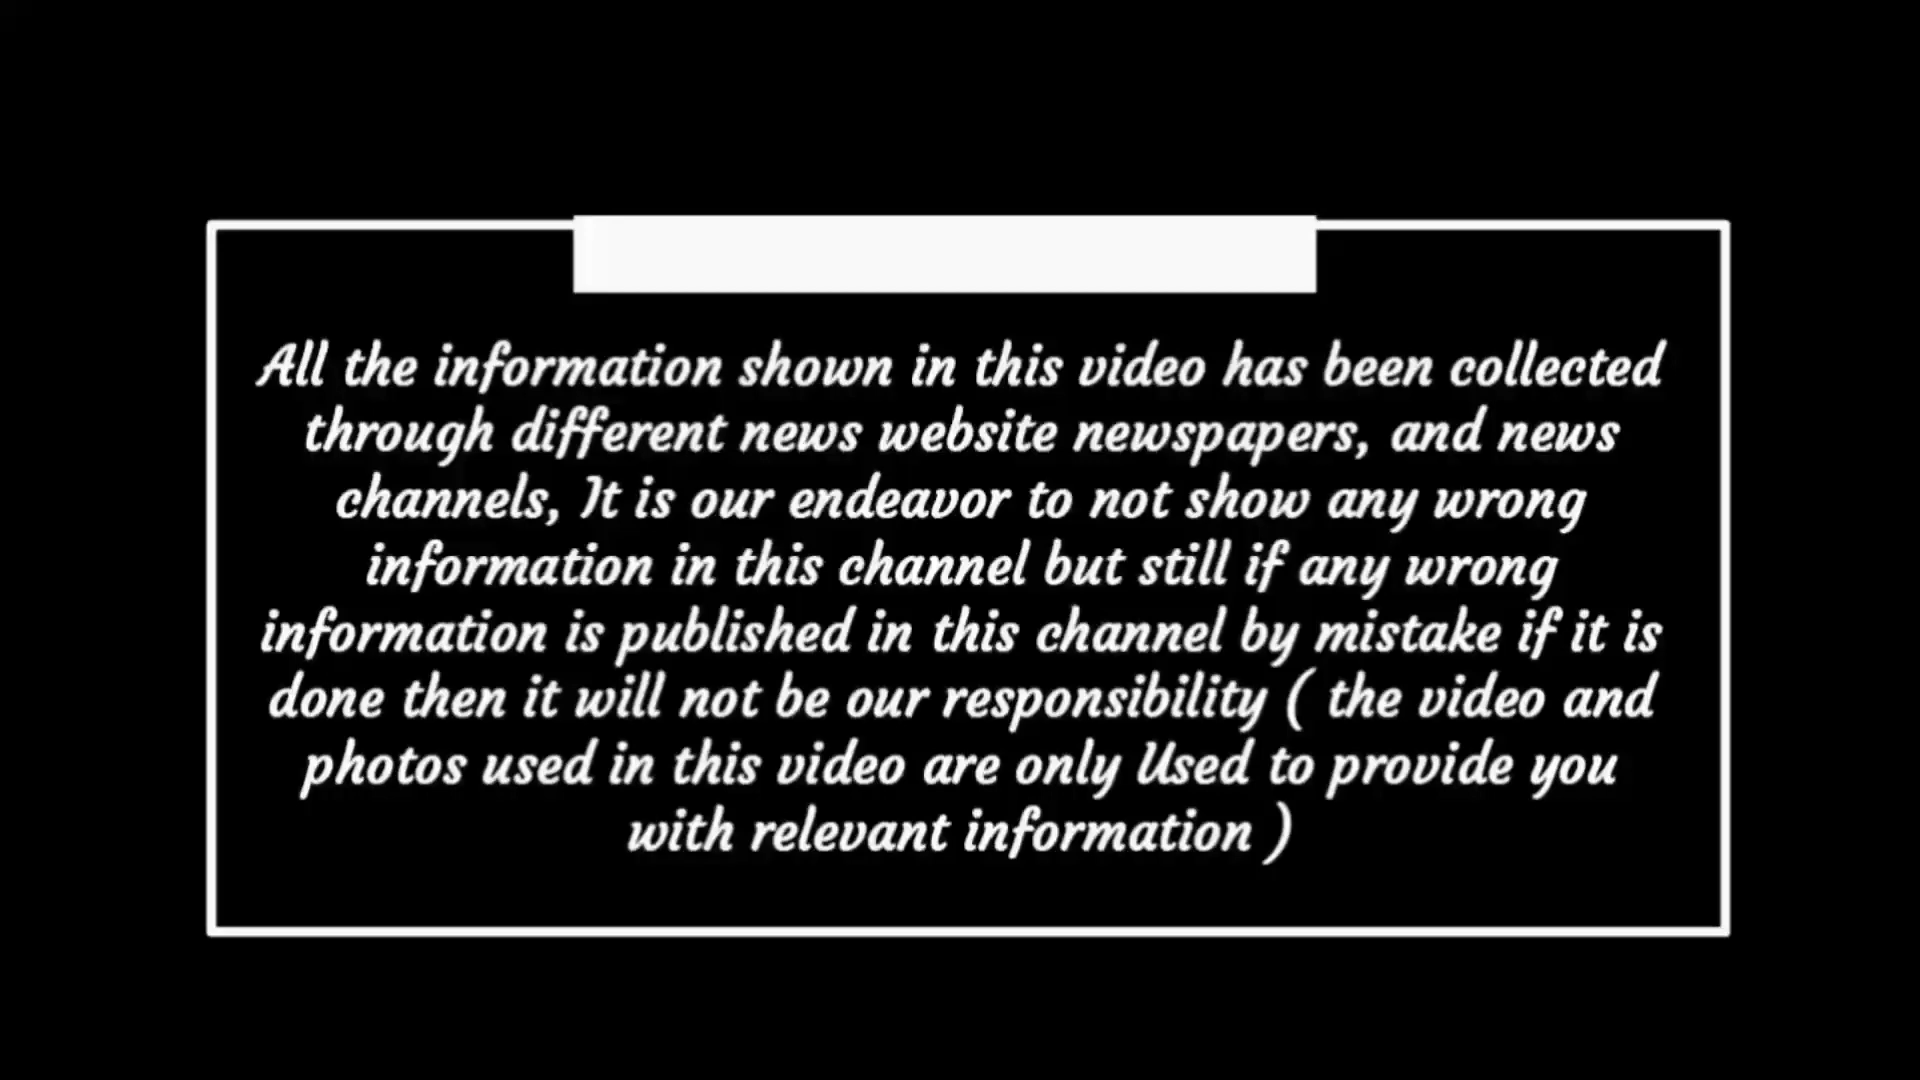 All the information shown in this video has been collected
through different news website newspapers, and news
channels, It is our endeavor to not show any wrong
information in this channel but still if any wrong
information is published in this channel by mistake if it is
done then it will not be our responsibility ( the video and
photos used in this video are only Used to provide you
with relevant information )